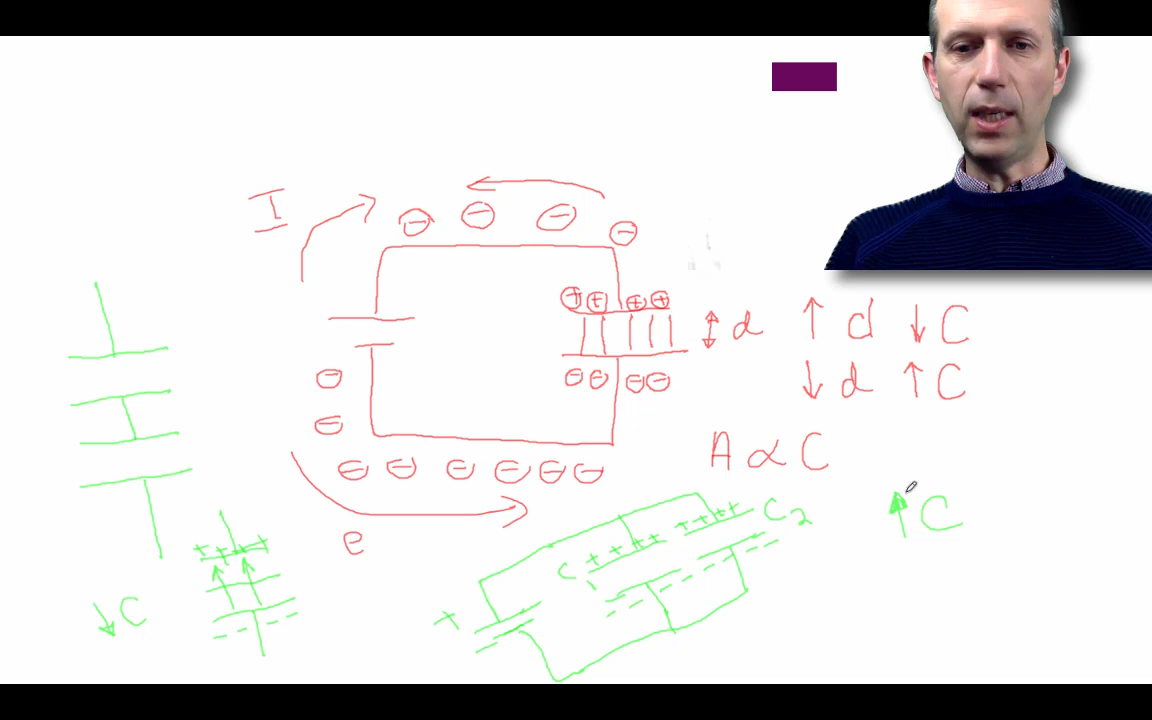 I
d ↑ d ↓ C
↓ d ↑ C
A ∝ C
e
↓ C
+
C₁
C₂
↑ C